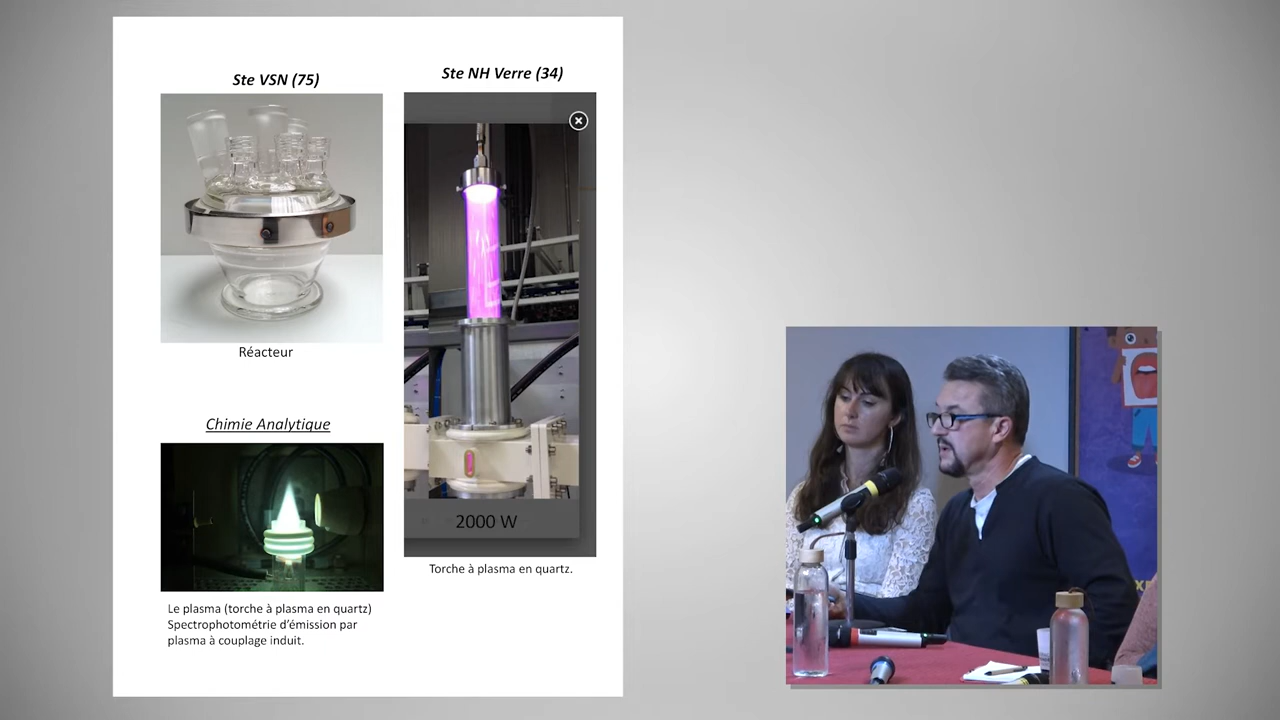 Ste VSN (75)
Réacteur
Chimie Analytique
Le plasma (torche à plasma en quartz)
Spectrophotométrie d'émission par
plasma à couplage induit.
Ste NH Verre (34)
2000 W
Torche à plasma en quartz.